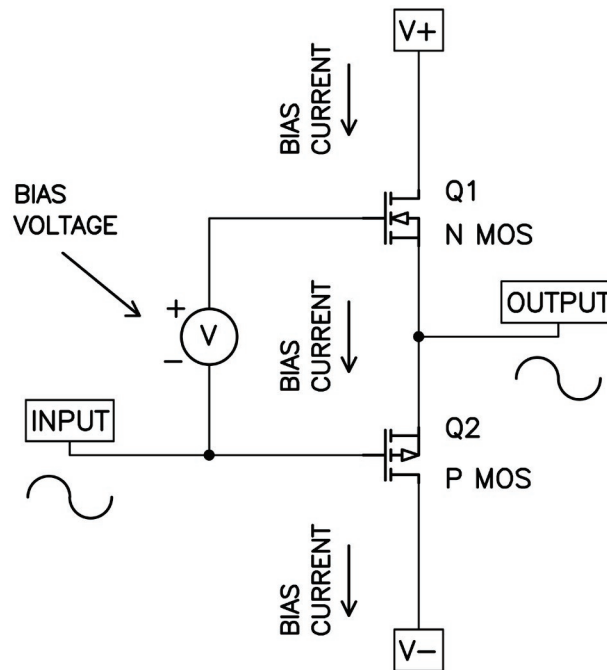 V+
BIAS
CURRENT
Q1
N MOS
BIAS
VOLTAGE
+
V
−
BIAS
CURRENT
OUTPUT
INPUT
Q2
P MOS
BIAS
CURRENT
V−